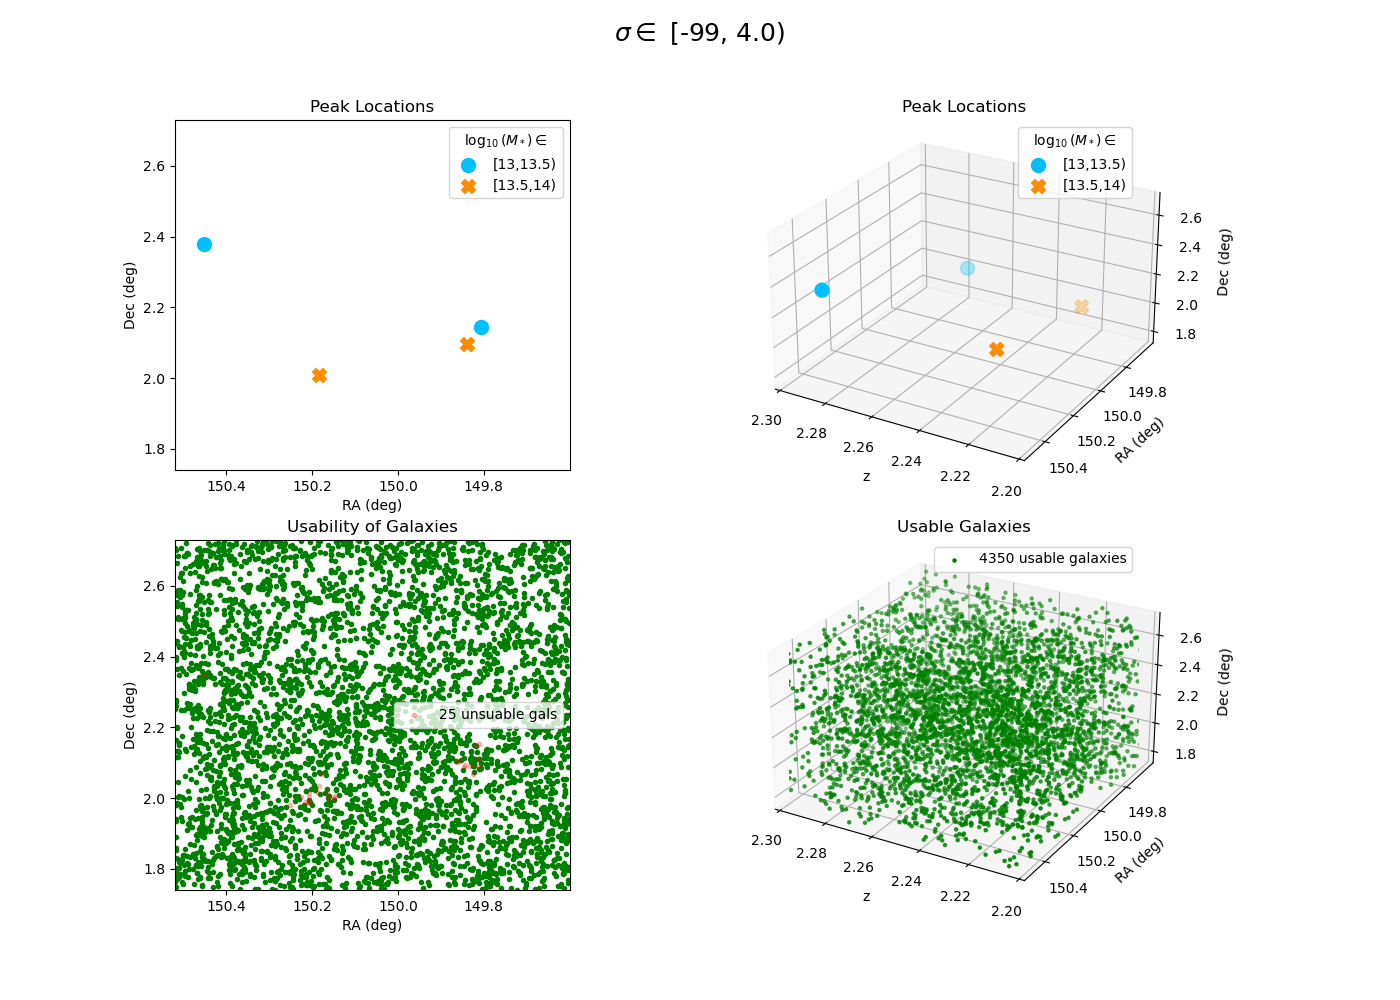 σ ∈ [-99, 4.0)
Peak Locations
log₁₀(M*) ∈
[13,13.5)
[13.5,14)
2.6
2.4
2.2
2.0
1.8
Dec (deg)
150.4 150.2 150.0 149.8
RA (deg)
Peak Locations
log₁₀(M*) ∈
[13,13.5)
[13.5,14)
2.6
2.4
2.2
2.0
1.8
Dec (deg)
149.8
150.0
150.2
150.4
RA (deg)
2.30
2.28
2.26
2.24
2.22
2.20
z
Usability of Galaxies
25 unsuable gals
2.6
2.4
2.2
2.0
1.8
Dec (deg)
150.4 150.2 150.0 149.8
RA (deg)
Usable Galaxies
4350 usable galaxies
2.6
2.4
2.2
2.0
1.8
Dec (deg)
149.8
150.0
150.2
150.4
RA (deg)
2.30
2.28
2.26
2.24
2.22
2.20
z